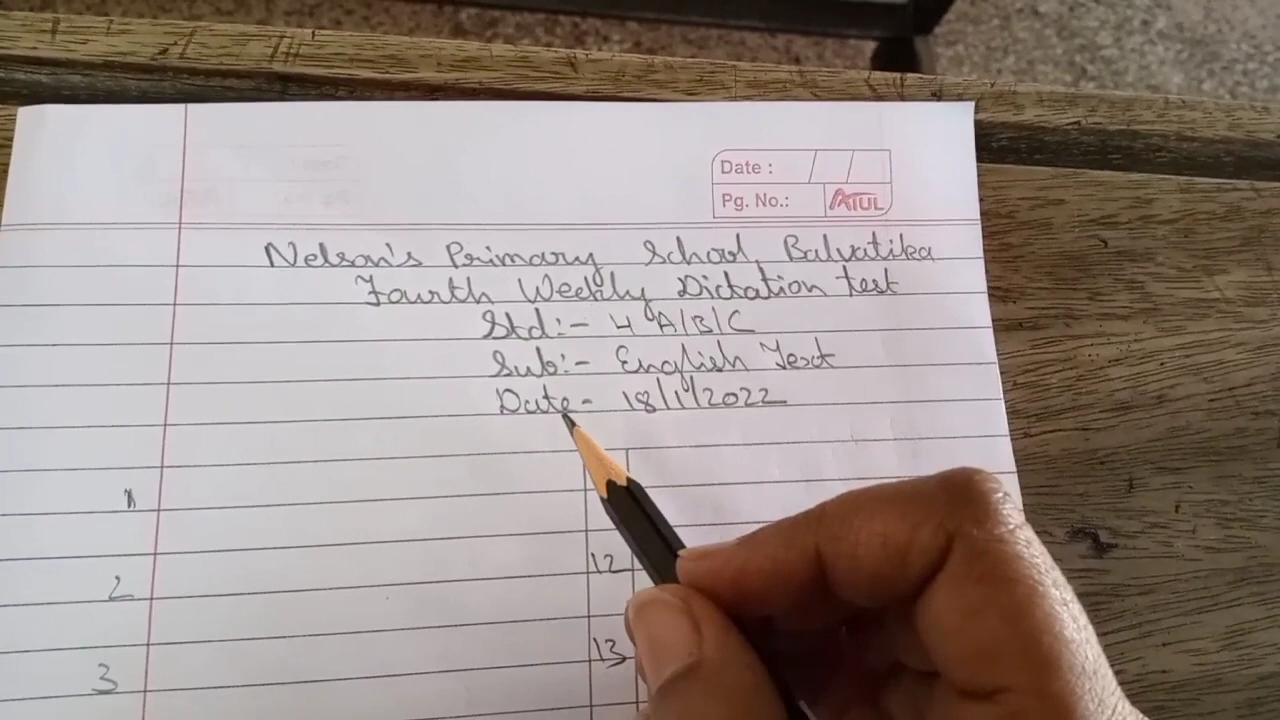 Date : / /
Pg. No.: ATUL
Nelson's Primary School, Balvatika
Fourth Weekly Dictation test
Std:- 4 A/B/C
Sub:- English Text
Date- 18/1/2022
1
12
2
13
3